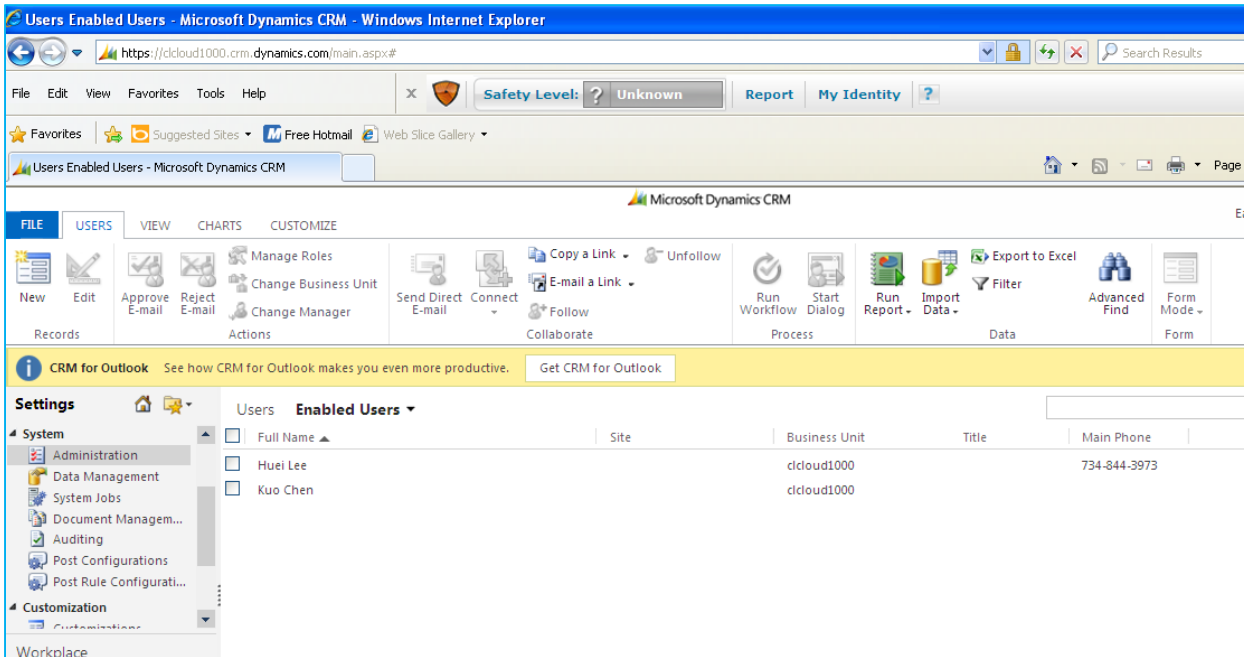 Users Enabled Users - Microsoft Dynamics CRM - Windows Internet Explorer
https://clcloud1000.crm.dynamics.com/main.aspx# Search Results
File Edit View Favorites Tools Help x Safety Level: ? Unknown Report My Identity ?
Favorites Suggested Sites Free Hotmail Web Slice Gallery
Users Enabled Users - Microsoft Dynamics CRM Page
Microsoft Dynamics CRM
FILE USERS VIEW CHARTS CUSTOMIZE
Manage Roles Copy a Link Unfollow Export to Excel
Change Business Unit E-mail a Link Filter
New Edit Approve E-mail Reject E-mail Change Manager Send Direct E-mail Connect Follow Run Workflow Start Dialog Run Report Import Data Advanced Find Form Mode
Records Actions Collaborate Process Data Form
CRM for Outlook See how CRM for Outlook makes you even more productive. Get CRM for Outlook
Settings Users Enabled Users
System Full Name Site Business Unit Title Main Phone
Administration
Huei Lee clcloud1000 734-844-3973
Data Management
Kuo Chen clcloud1000
System Jobs
Document Managem...
Auditing
Post Configurations
Post Rule Configurati...
Customization
Customizations
Workplace